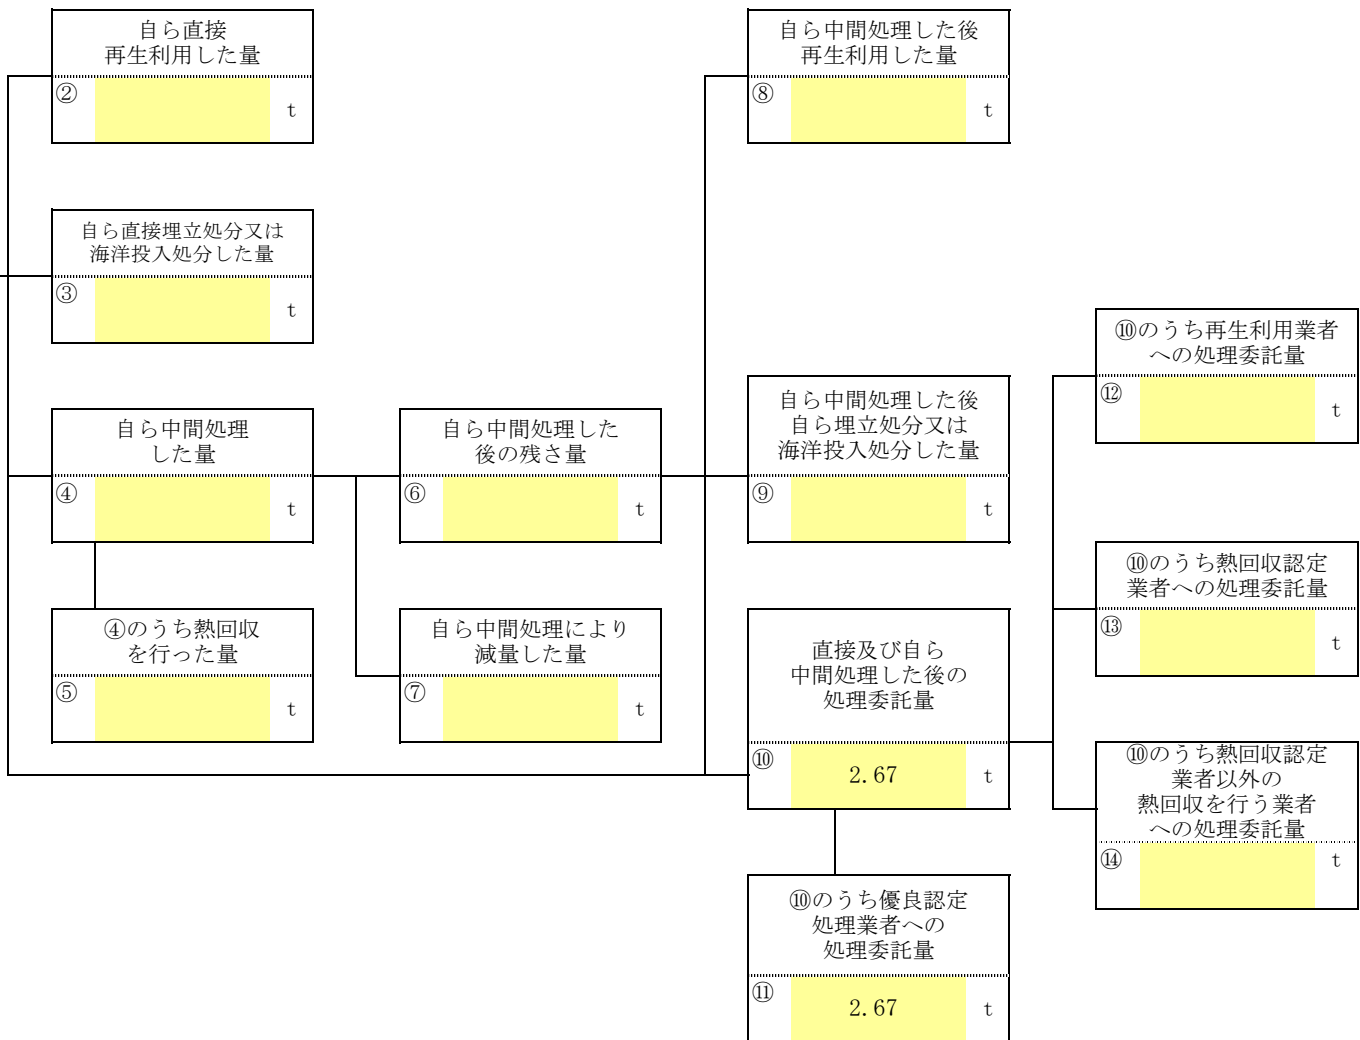 自ら直接
再生利用した量
②
t
自ら中間処理した後
再生利用した量
⑧
t
自ら直接埋立処分又は
海洋投入処分した量
③
t
⑩のうち再生利用業者
への処理委託量
⑫
t
自ら中間処理
した量
④
t
自ら中間処理した
後の残さ量
⑥
t
自ら中間処理した後
自ら埋立処分又は
海洋投入処分した量
⑨
t
⑩のうち熱回収認定
業者への処理委託量
⑬
t
④のうち熱回収
を行った量
⑤
t
自ら中間処理により
減量した量
⑦
t
直接及び自ら
中間処理した後の
処理委託量
⑩ 2.67 t
⑩のうち熱回収認定
業者以外の
熱回収を行う業者
への処理委託量
⑭
t
⑩のうち優良認定
処理業者への
処理委託量
⑪ 2.67 t